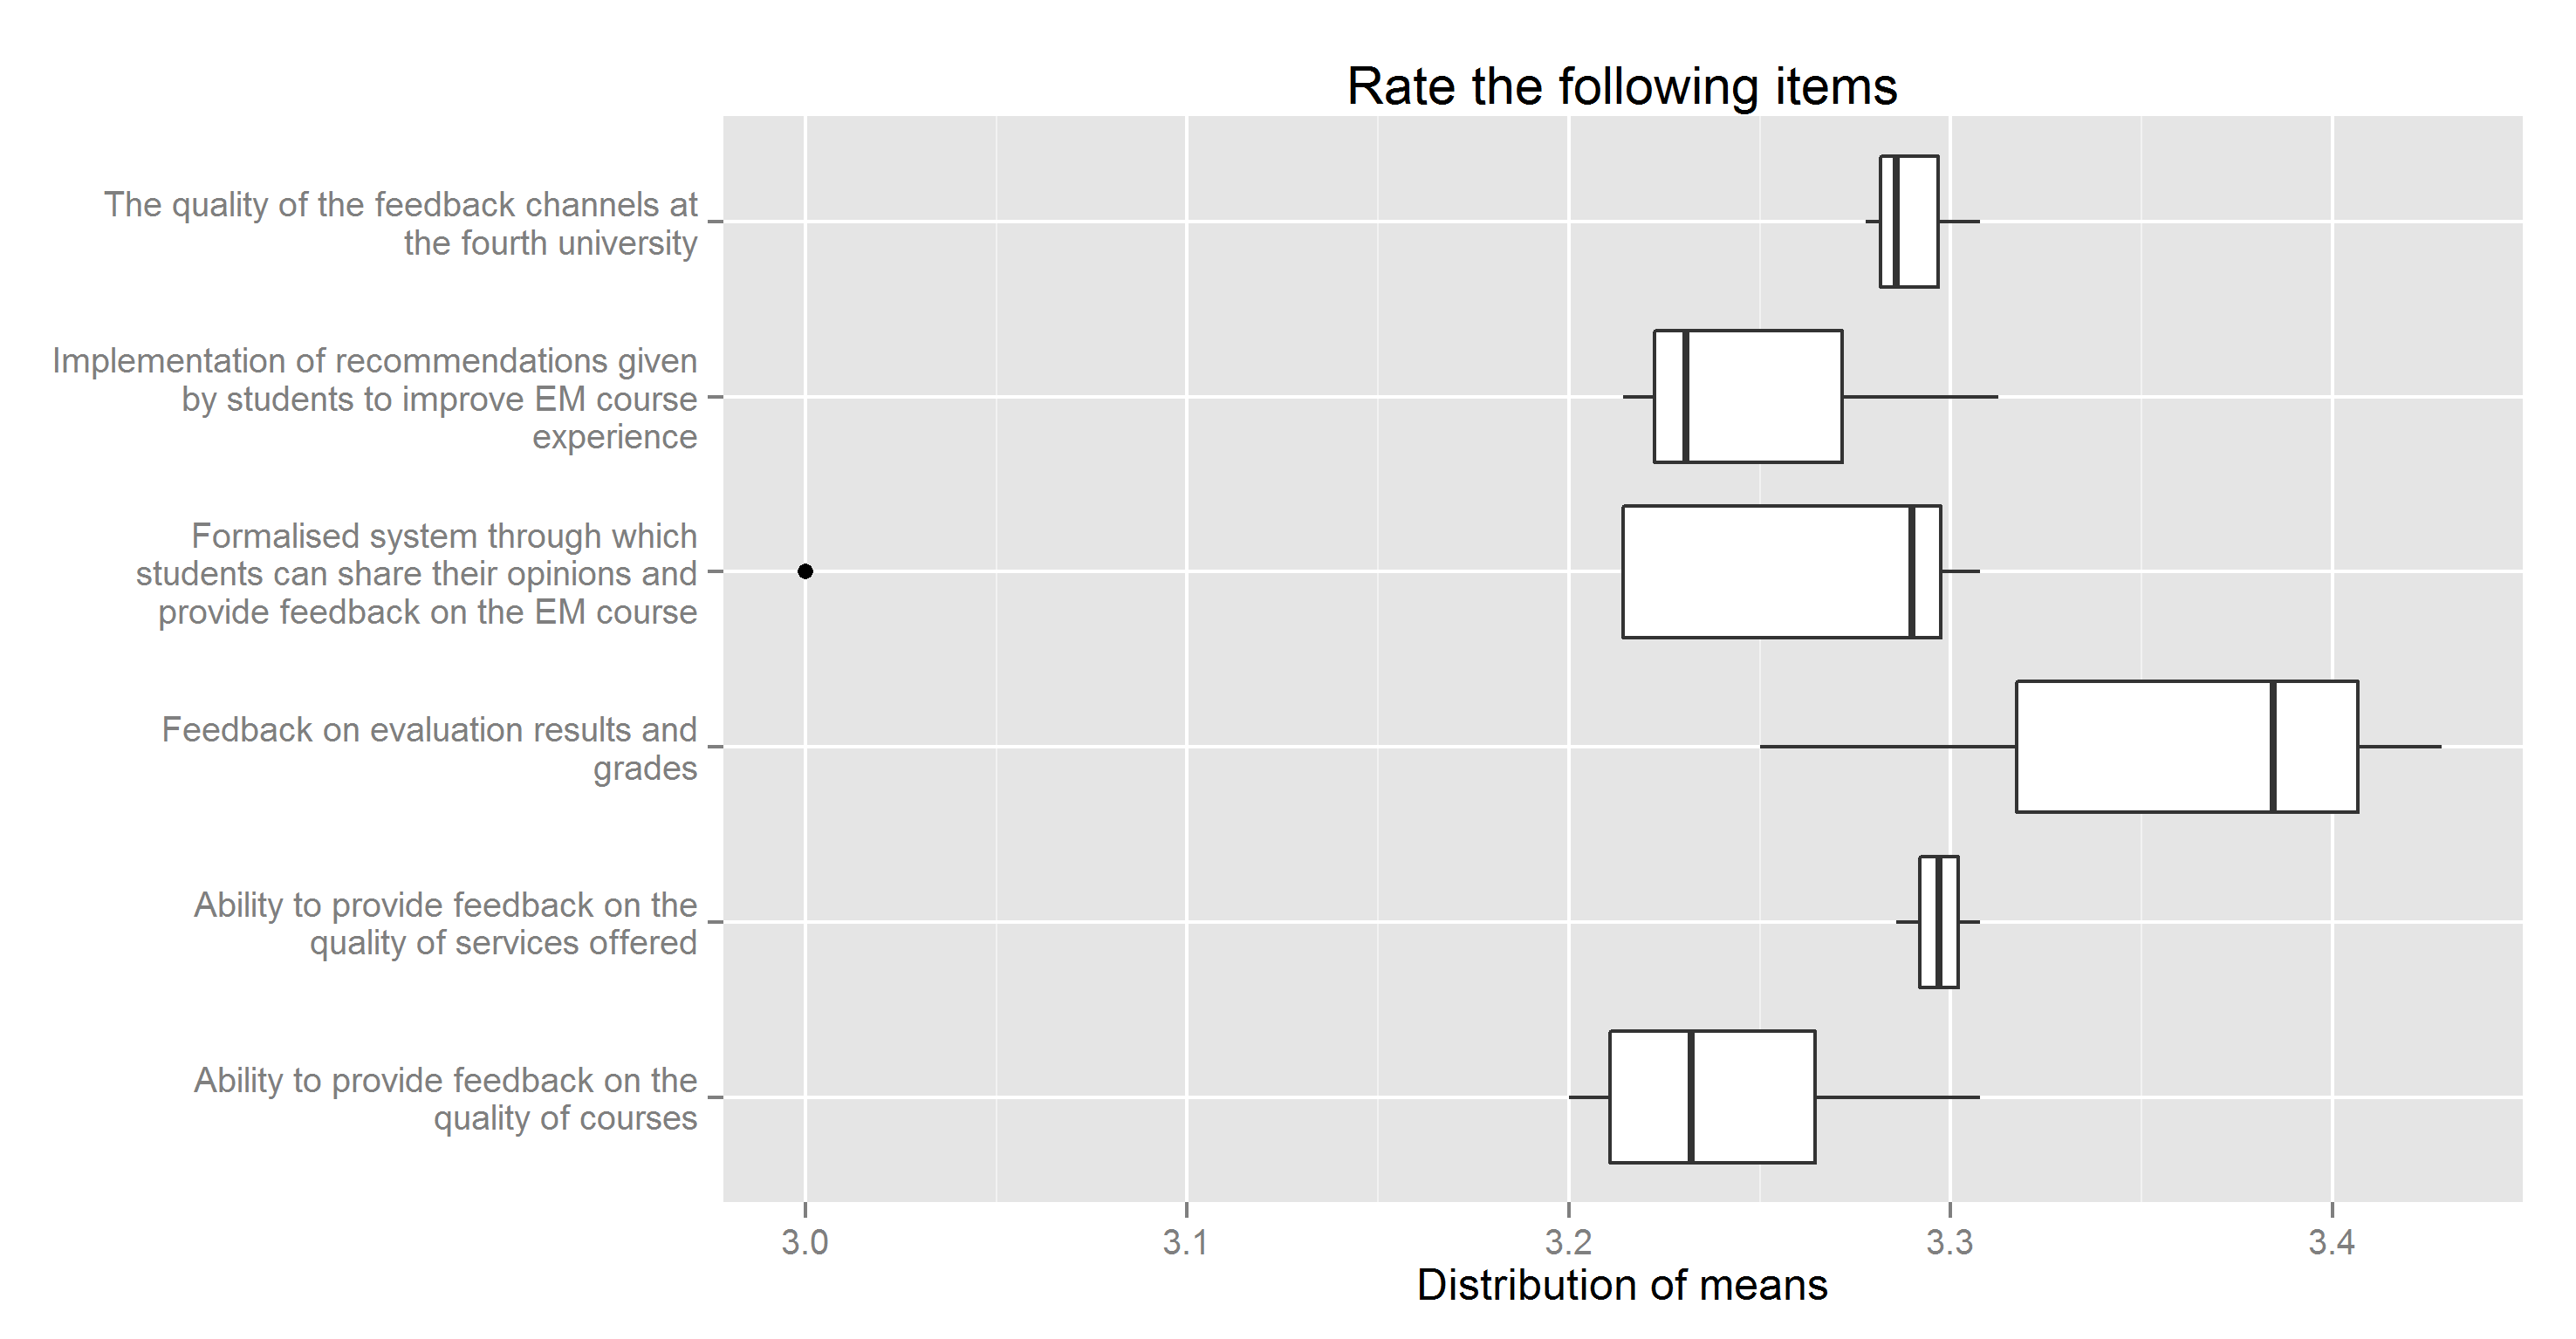 Rate the following items
The quality of the feedback channels at
the fourth university
Implementation of recommendations given
by students to improve EM course
experience
Formalised system through which
students can share their opinions and
provide feedback on the EM course
Feedback on evaluation results and
grades
Ability to provide feedback on the
quality of services offered
Ability to provide feedback on the
quality of courses
3.0 3.1 3.2 3.3 3.4
Distribution of means